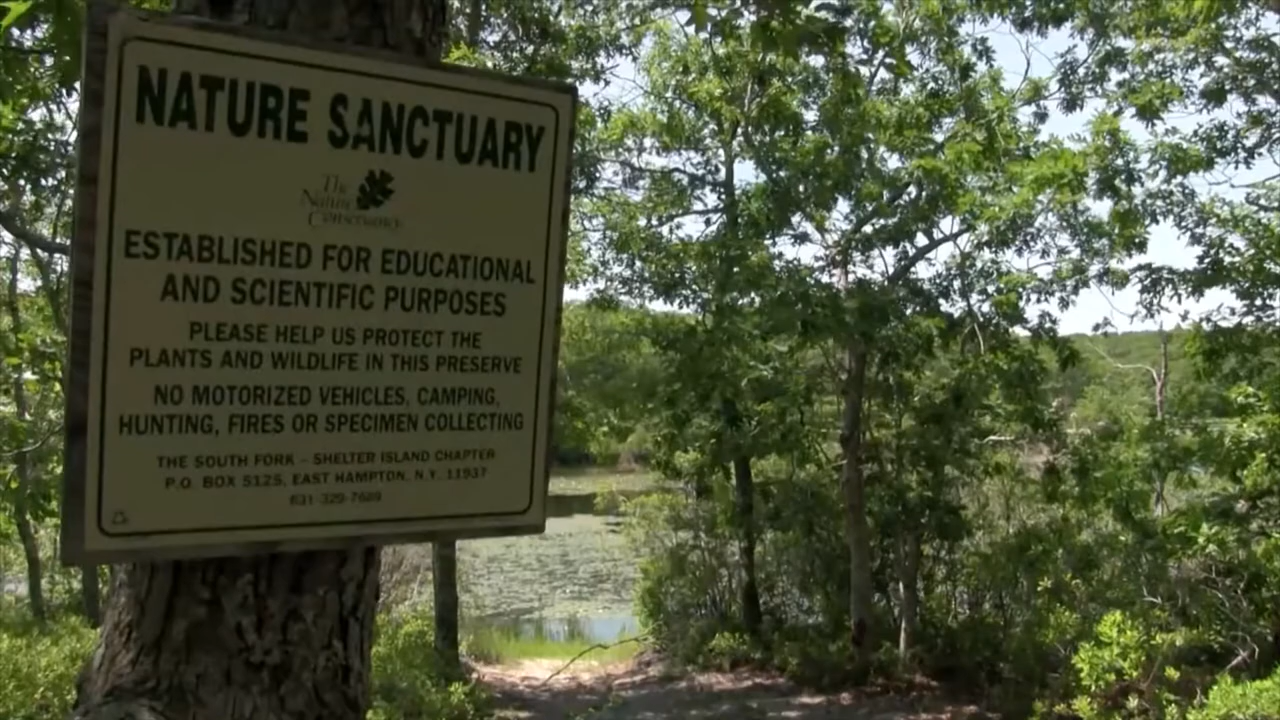 NATURE SANCTUARY
The
Nature
Conservancy
ESTABLISHED FOR EDUCATIONAL
AND SCIENTIFIC PURPOSES
PLEASE HELP US PROTECT THE
PLANTS AND WILDLIFE IN THIS PRESERVE
NO MOTORIZED VEHICLES, CAMPING,
HUNTING, FIRES OR SPECIMEN COLLECTING
THE SOUTH FORK – SHELTER ISLAND CHAPTER
P.O. BOX 5125, EAST HAMPTON, N.Y. 11937
631-329-7689